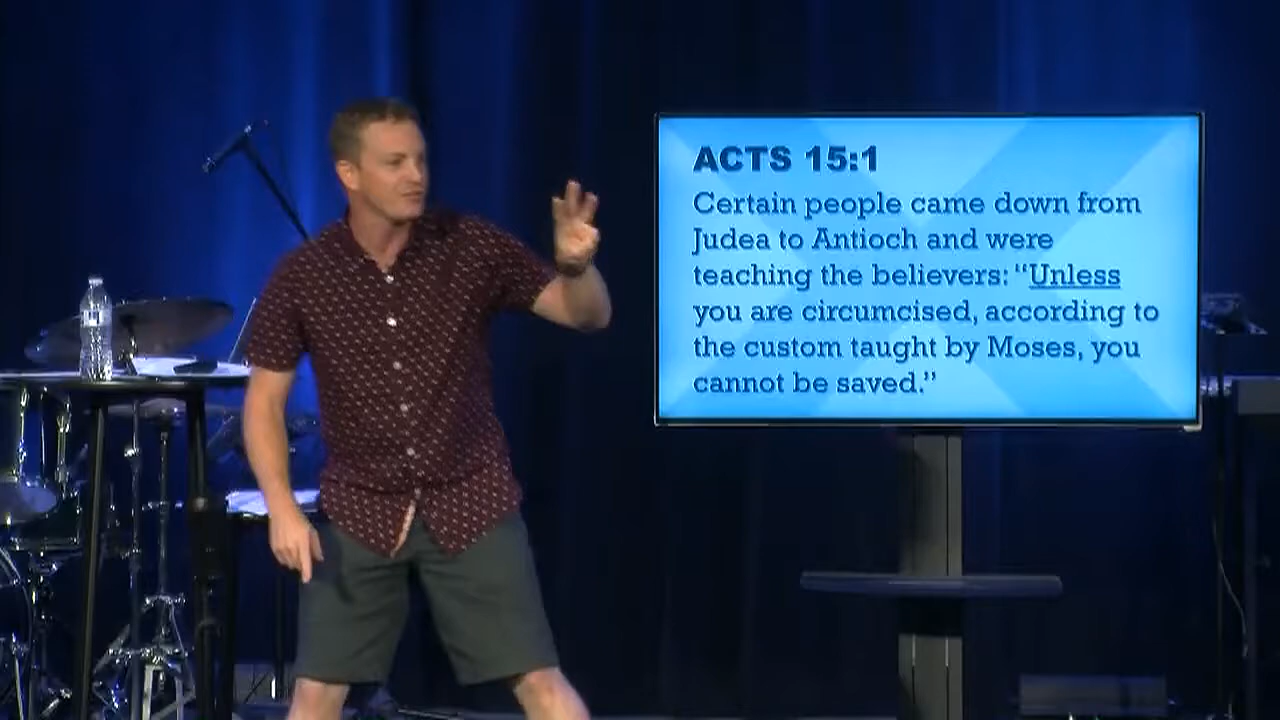 ACTS 15:1
Certain people came down from
Judea to Antioch and were
teaching the believers: “Unless
you are circumcised, according to
the custom taught by Moses, you
cannot be saved.”